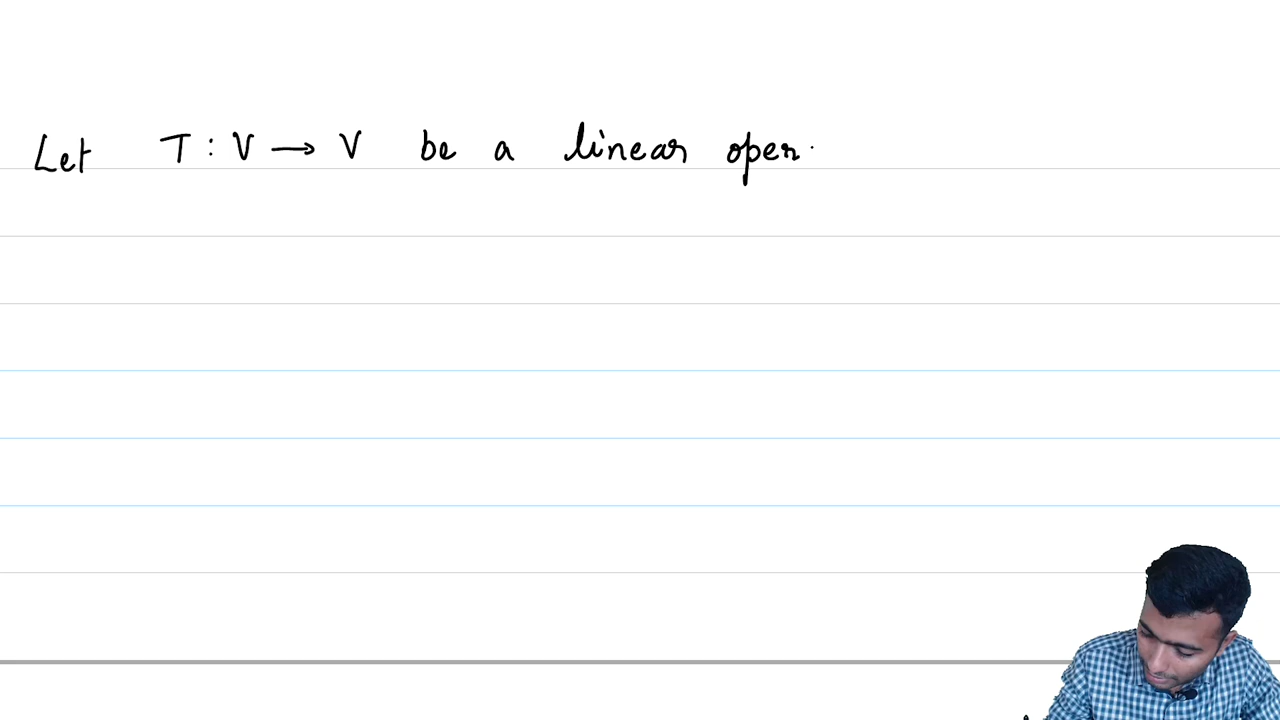 Let T : V → V be a linear oper